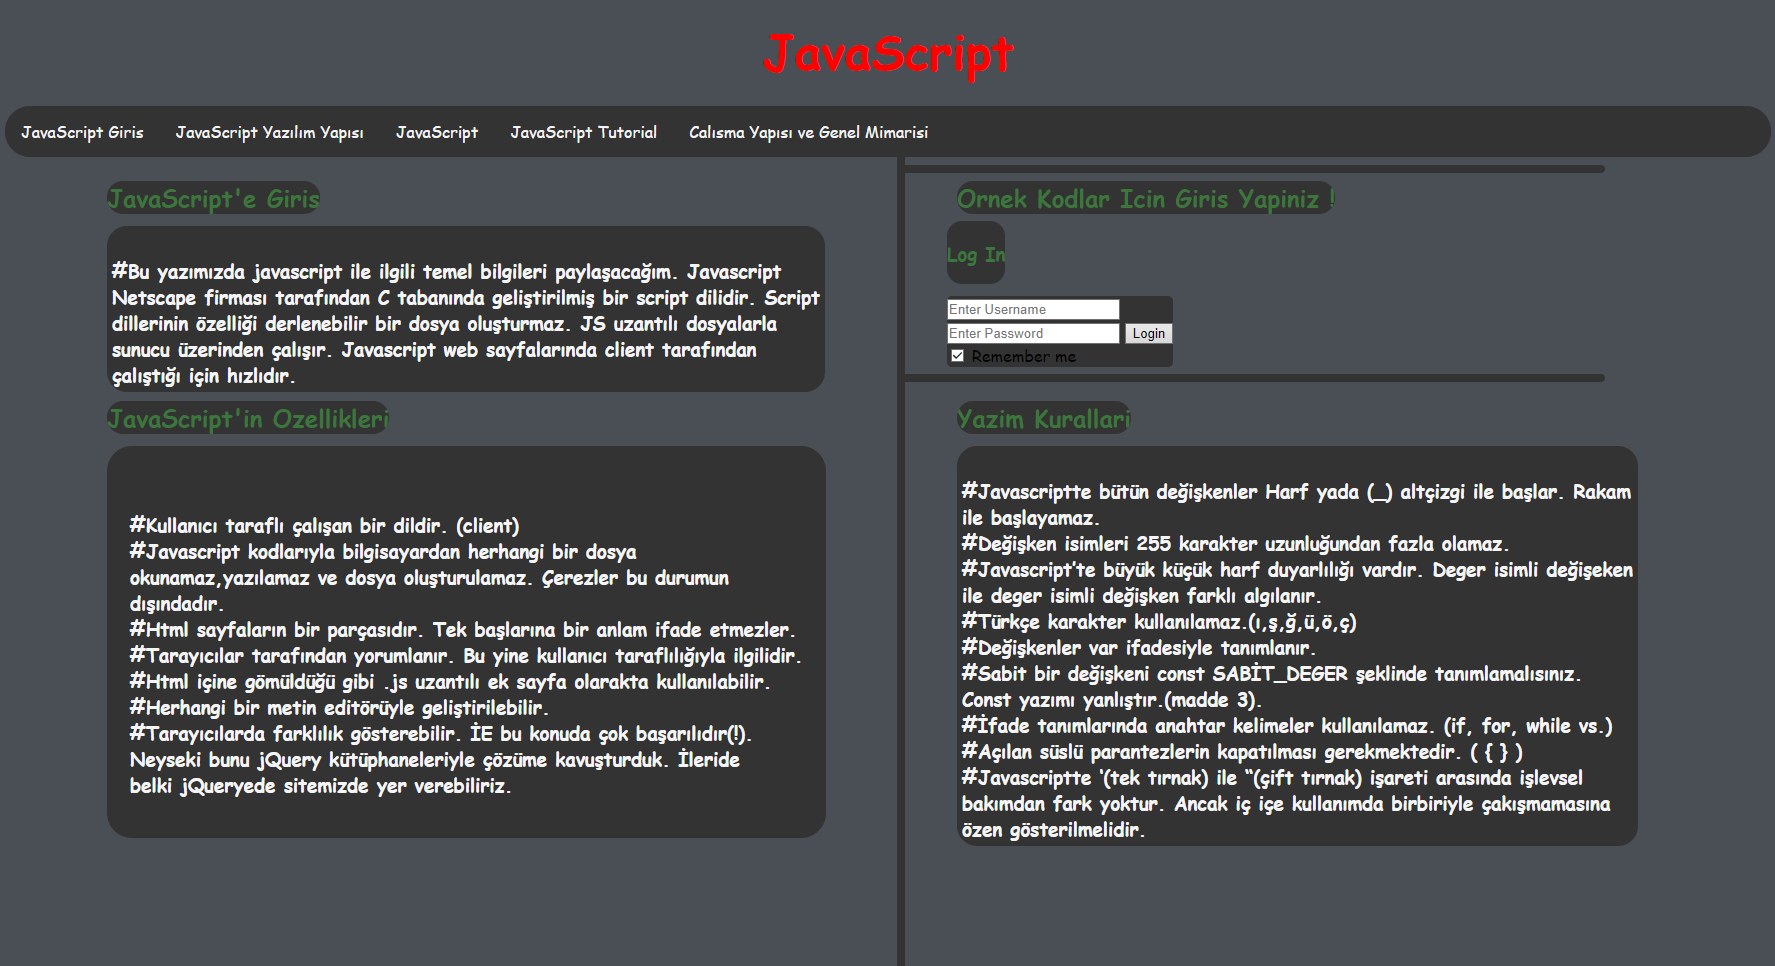 JavaScript
JavaScript Giris JavaScript Yazılım Yapısı JavaScript JavaScript Tutorial Calısma Yapısı ve Genel Mimarisi
JavaScript'e Giris
#Bu yazımızda javascript ile ilgili temel bilgileri paylaşacağım. Javascript
Netscape firması tarafından C tabanında geliştirilmiş bir script dilidir. Script
dillerinin özelliği derlenebilir bir dosya oluşturmaz. JS uzantılı dosyalarla
sunucu üzerinden çalışır. Javascript web sayfalarında client tarafından
çalıştığı için hızlıdır.
JavaScript'in Ozellikleri
#Kullanıcı taraflı çalışan bir dildir. (client)
#Javascript kodlarıyla bilgisayardan herhangi bir dosya
okunamaz,yazılamaz ve dosya oluşturulamaz. Çerezler bu durumun
dışındadır.
#Html sayfaların bir parçasıdır. Tek başlarına bir anlam ifade etmezler.
#Tarayıcılar tarafından yorumlanır. Bu yine kullanıcı taraflılığıyla ilgilidir.
#Html içine gömüldüğü gibi .js uzantılı ek sayfa olarakta kullanılabilir.
#Herhangi bir metin editörüyle geliştirilebilir.
#Tarayıcılarda farklılık gösterebilir. İE bu konuda çok başarılıdır(!).
Neyseki bunu jQuery kütüphaneleriyle çözüme kavuşturduk. İleride
belki jQueryede sitemizde yer verebiliriz.
Ornek Kodlar Icin Giris Yapiniz !
Log In
Enter Username
Enter Password Login
Remember me
Yazim Kurallari
#Javascriptte bütün değişkenler Harf yada (_) altçizgi ile başlar. Rakam
ile başlayamaz.
#Değişken isimleri 255 karakter uzunluğundan fazla olamaz.
#Javascript’te büyük küçük harf duyarlılığı vardır. Deger isimli değişeken
ile deger isimli değişken farklı algılanır.
#Türkçe karakter kullanılamaz.(ı,ş,ğ,ü,ö,ç)
#Değişkenler var ifadesiyle tanımlanır.
#Sabit bir değişkeni const SABİT_DEGER şeklinde tanımlamalısınız.
Const yazımı yanlıştır.(madde 3).
#İfade tanımlarında anahtar kelimeler kullanılamaz. (if, for, while vs.)
#Açılan süslü parantezlerin kapatılması gerekmektedir. ( { } )
#Javascriptte ‘(tek tırnak) ile “(çift tırnak) işareti arasında işlevsel
bakımdan fark yoktur. Ancak iç içe kullanımda birbiriyle çakışmamasına
özen gösterilmelidir.